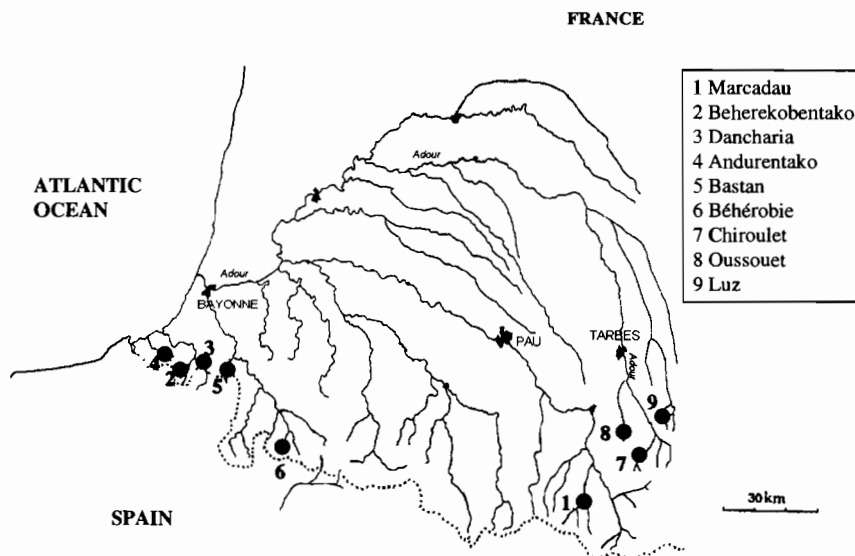 FRANCE
1 Marcadau
2 Beherekobentako
3 Dancharia
4 Andurentako
5 Bastan
6 Béhérobie
7 Chiroulet
8 Oussouet
9 Luz
ATLANTIC
OCEAN
Adour
Adour
BAYONNE
PAU
TARBES
Adour
4
2
3
5
6
9
8
7
1
30 km
SPAIN